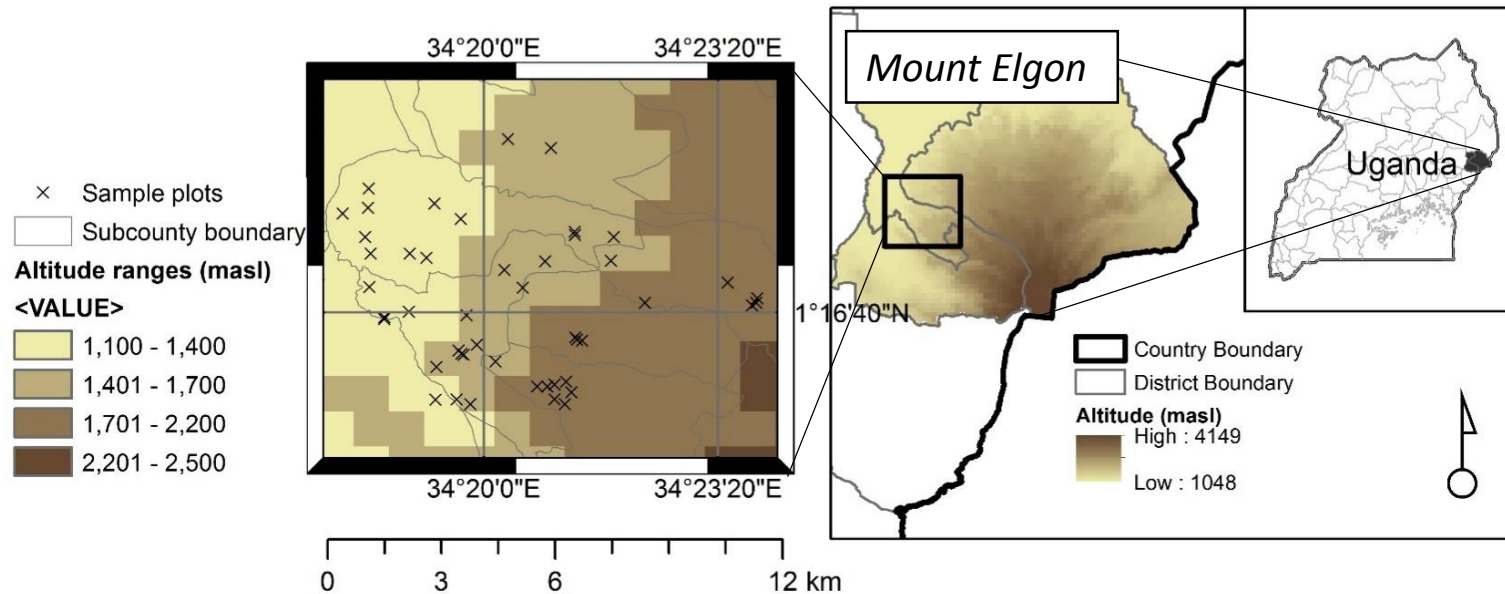 34°20'0"E
34°23'20"E
Sample plots
Subcounty boundary
Altitude ranges (masl)
<VALUE>
1,100 - 1,400
1,401 - 1,700
1,701 - 2,200
2,201 - 2,500
1°16'40"N
34°20'0"E
34°23'20"E
0 3 6 12 km
Mount Elgon
Uganda
Country Boundary
District Boundary
Altitude (masl)
High : 4149
Low : 1048